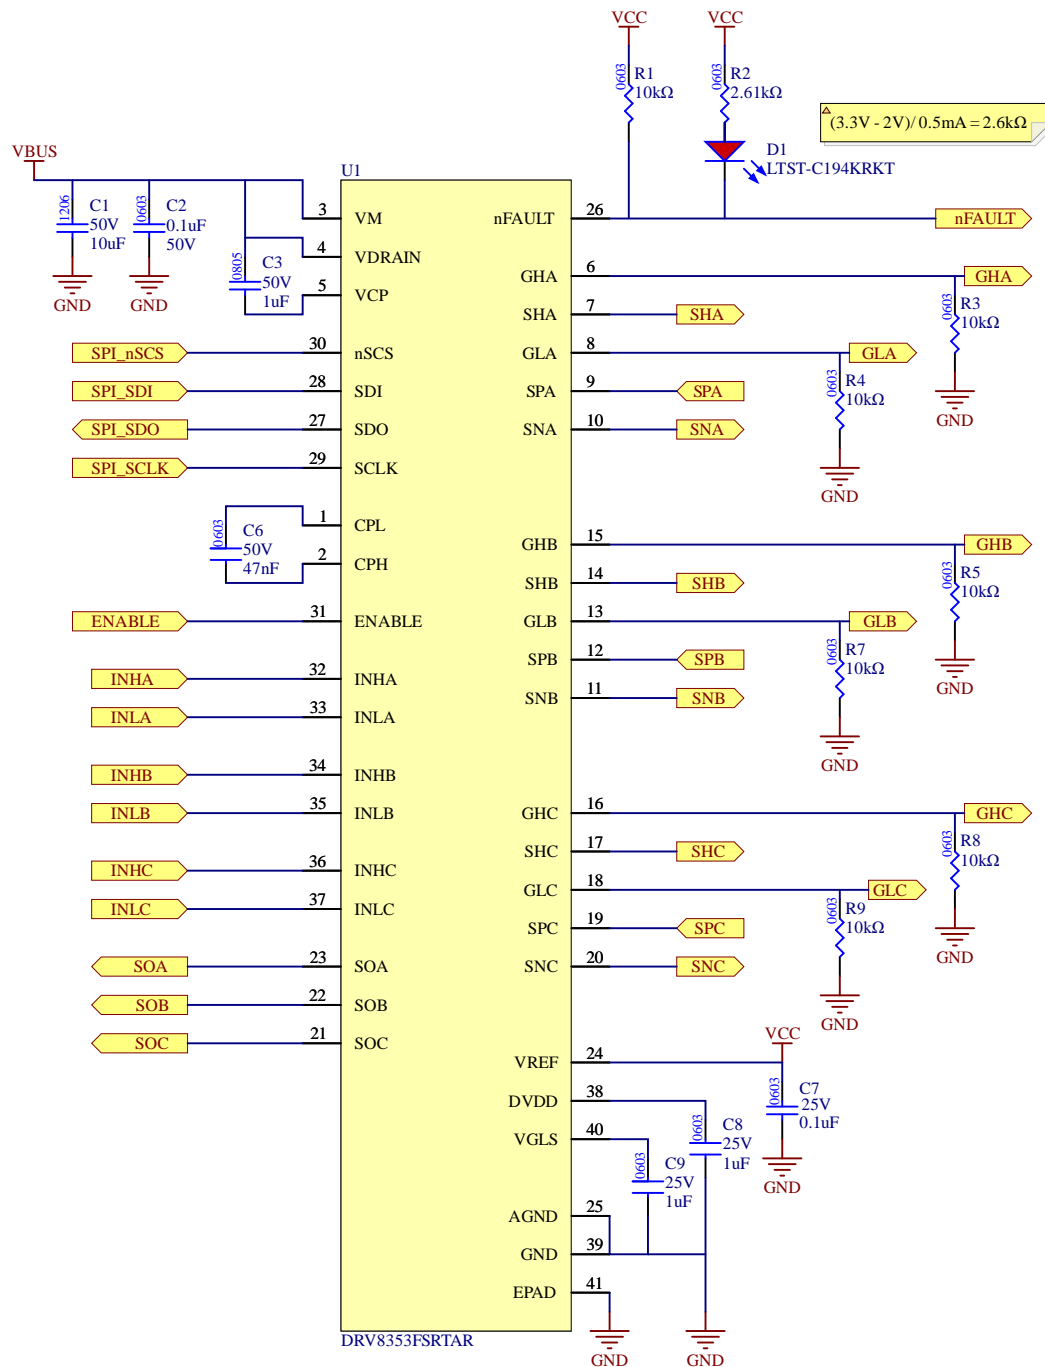 VCC
VCC
0603
R1
10kΩ
0603
R2
2.61kΩ
(3.3V - 2V)/ 0.5mA = 2.6kΩ
D1
LTST-C194KRKT
VBUS
U1
1206
C1
50V
10uF
0603
C2
0.1uF
50V
GND
GND
0805
C3
50V
1uF
3 VM
4 VDRAIN
5 VCP
SPI_nSCS 30 nSCS
SPI_SDI 28 SDI
SPI_SDO 27 SDO
SPI_SCLK 29 SCLK
0603
C6
50V
47nF
1 CPL
2 CPH
ENABLE 31 ENABLE
INHA 32 INHA
INLA 33 INLA
INHB 34 INHB
INLB 35 INLB
INHC 36 INHC
INLC 37 INLC
SOA 23 SOA
SOB 22 SOB
SOC 21 SOC
nFAULT 26 nFAULT
GHA 6 GHA
SHA 7 SHA
0603
R3
10kΩ
GND
GLA 8 GLA
SPA 9 SPA
SNA 10 SNA
0603
R4
10kΩ
GND
GHB 15 GHB
SHB 14 SHB
0603
R5
10kΩ
GND
GLB 13 GLB
SPB 12 SPB
SNB 11 SNB
0603
R7
10kΩ
GND
GHC 16 GHC
SHC 17 SHC
0603
R8
10kΩ
GND
GLC 18 GLC
SPC 19 SPC
SNC 20 SNC
0603
R9
10kΩ
GND
VCC
VREF 24
DVDD 38
VGLS 40
0603
C7
25V
0.1uF
GND
0603
C8
25V
1uF
0603
C9
25V
1uF
AGND 25
GND 39
EPAD 41
GND
GND
DRV8353FSRTAR